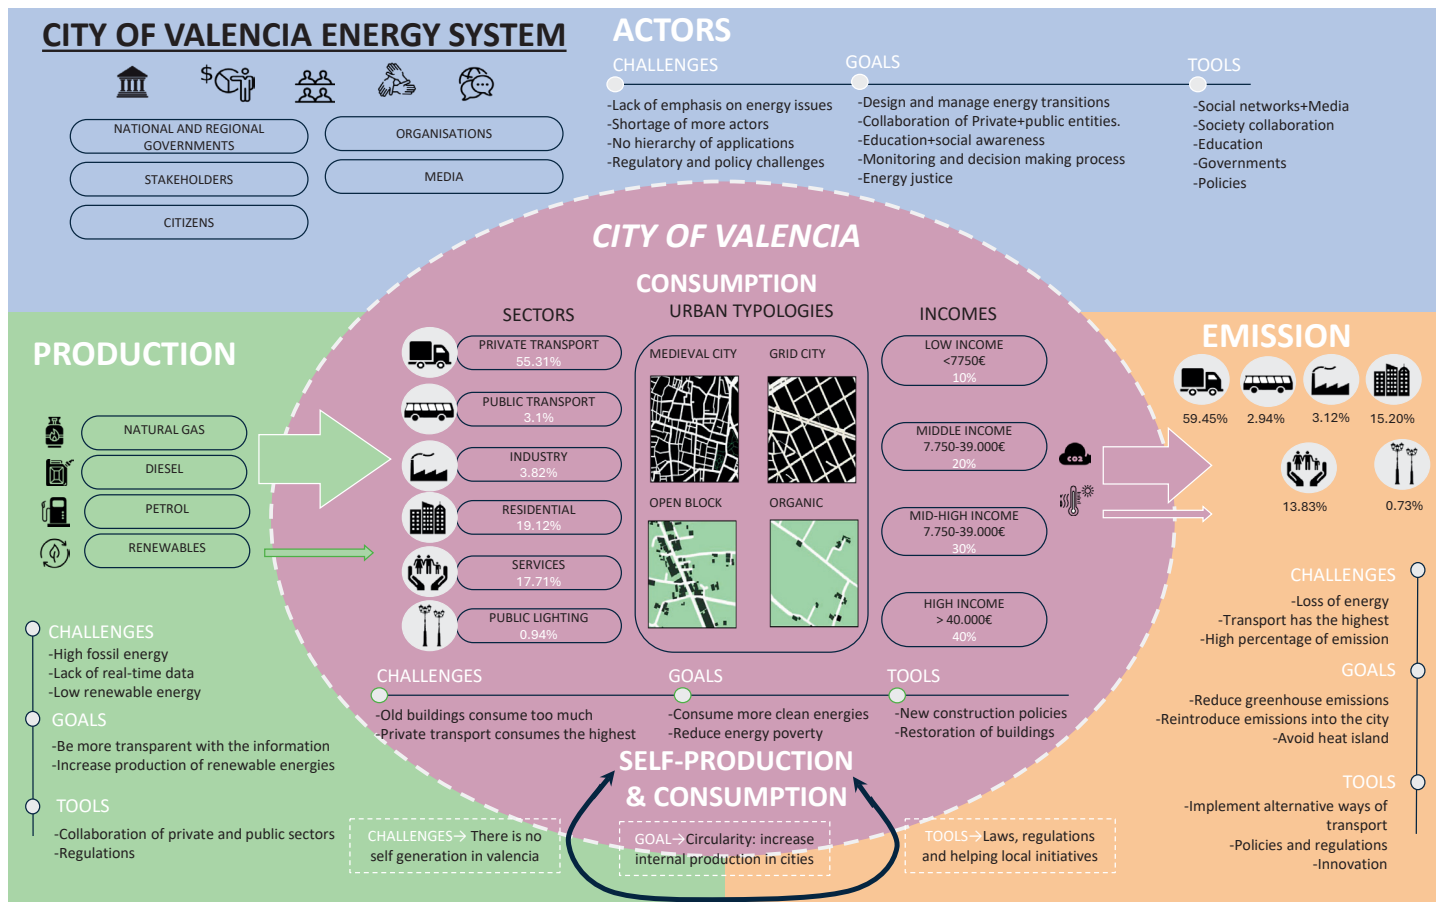 CITY OF VALENCIA ENERGY SYSTEM
$
NATIONAL AND REGIONAL
GOVERNMENTS
STAKEHOLDERS
CITIZENS
ORGANISATIONS
MEDIA
ACTORS
CHALLENGES
-Lack of emphasis on energy issues
-Shortage of more actors
-No hierarchy of applications
-Regulatory and policy challenges
GOALS
-Design and manage energy transitions
-Collaboration of Private+public entities.
-Education+social awareness
-Monitoring and decision making process
-Energy justice
TOOLS
-Social networks+Media
-Society collaboration
-Education
-Governments
-Policies
PRODUCTION
NATURAL GAS
DIESEL
PETROL
RENEWABLES
CHALLENGES
-High fossil energy
-Lack of real-time data
-Low renewable energy
GOALS
-Be more transparent with the information
-Increase production of renewable energies
TOOLS
-Collaboration of private and public sectors
-Regulations
CITY OF VALENCIA
CONSUMPTION
SECTORS
PRIVATE TRANSPORT
55.31%
PUBLIC TRANSPORT
3.1%
INDUSTRY
3.82%
RESIDENTIAL
19.12%
SERVICES
17.71%
PUBLIC LIGHTING
0.94%
URBAN TYPOLOGIES
MEDIEVAL CITY
GRID CITY
OPEN BLOCK
ORGANIC
INCOMES
LOW INCOME
<7750€
10%
MIDDLE INCOME
7.750-39.000€
20%
MID-HIGH INCOME
7.750-39.000€
30%
HIGH INCOME
> 40.000€
40%
CO2
CHALLENGES
-Old buildings consume too much
-Private transport consumes the highest
GOALS
-Consume more clean energies
-Reduce energy poverty
TOOLS
-New construction policies
-Restoration of buildings
SELF-PRODUCTION
& CONSUMPTION
CHALLENGES→ There is no
self generation in valencia
GOAL→Circularity: increase
internal production in cities
TOOLS→Laws, regulations
and helping local initiatives
EMISSION
59.45%
2.94%
3.12%
15.20%
13.83%
0.73%
CHALLENGES
-Loss of energy
-Transport has the highest
-High percentage of emission
GOALS
-Reduce greenhouse emissions
-Reintroduce emissions into the city
-Avoid heat island
TOOLS
-Implement alternative ways of
transport
-Policies and regulations
-Innovation